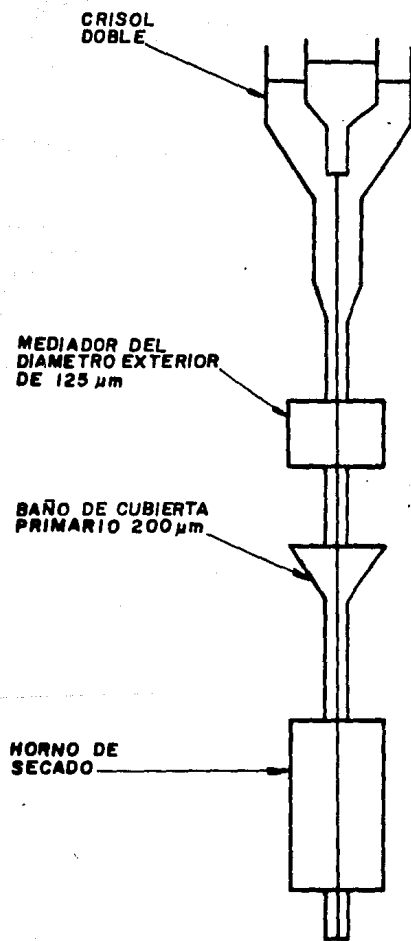 CRISOL
DOBLE
MEDIADOR DEL
DIAMETRO EXTERIOR
DE 125 µm
BAÑO DE CUBIERTA
PRIMARIO 200µm
HORNO DE
SECADO